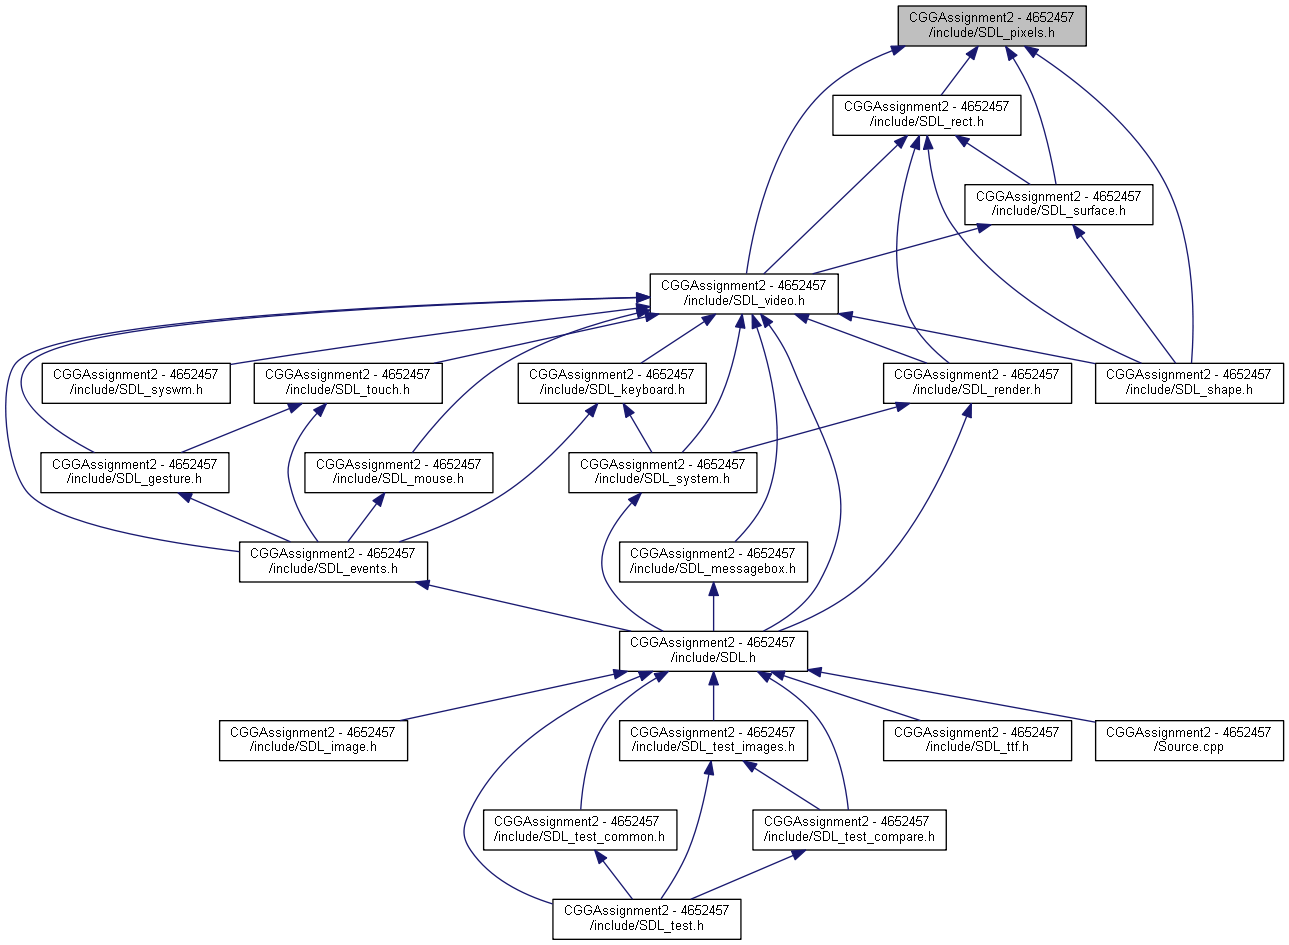 CGGAssignment2 - 4652457
/include/SDL_pixels.h
CGGAssignment2 - 4652457
/include/SDL_rect.h
CGGAssignment2 - 4652457
/include/SDL_surface.h
CGGAssignment2 - 4652457
/include/SDL_video.h
CGGAssignment2 - 4652457
/include/SDL_syswm.h
CGGAssignment2 - 4652457
/include/SDL_touch.h
CGGAssignment2 - 4652457
/include/SDL_keyboard.h
CGGAssignment2 - 4652457
/include/SDL_render.h
CGGAssignment2 - 4652457
/include/SDL_shape.h
CGGAssignment2 - 4652457
/include/SDL_gesture.h
CGGAssignment2 - 4652457
/include/SDL_mouse.h
CGGAssignment2 - 4652457
/include/SDL_system.h
CGGAssignment2 - 4652457
/include/SDL_events.h
CGGAssignment2 - 4652457
/include/SDL_messagebox.h
CGGAssignment2 - 4652457
/include/SDL.h
CGGAssignment2 - 4652457
/include/SDL_image.h
CGGAssignment2 - 4652457
/include/SDL_test_images.h
CGGAssignment2 - 4652457
/include/SDL_ttf.h
CGGAssignment2 - 4652457
/Source.cpp
CGGAssignment2 - 4652457
/include/SDL_test_common.h
CGGAssignment2 - 4652457
/include/SDL_test_compare.h
CGGAssignment2 - 4652457
/include/SDL_test.h